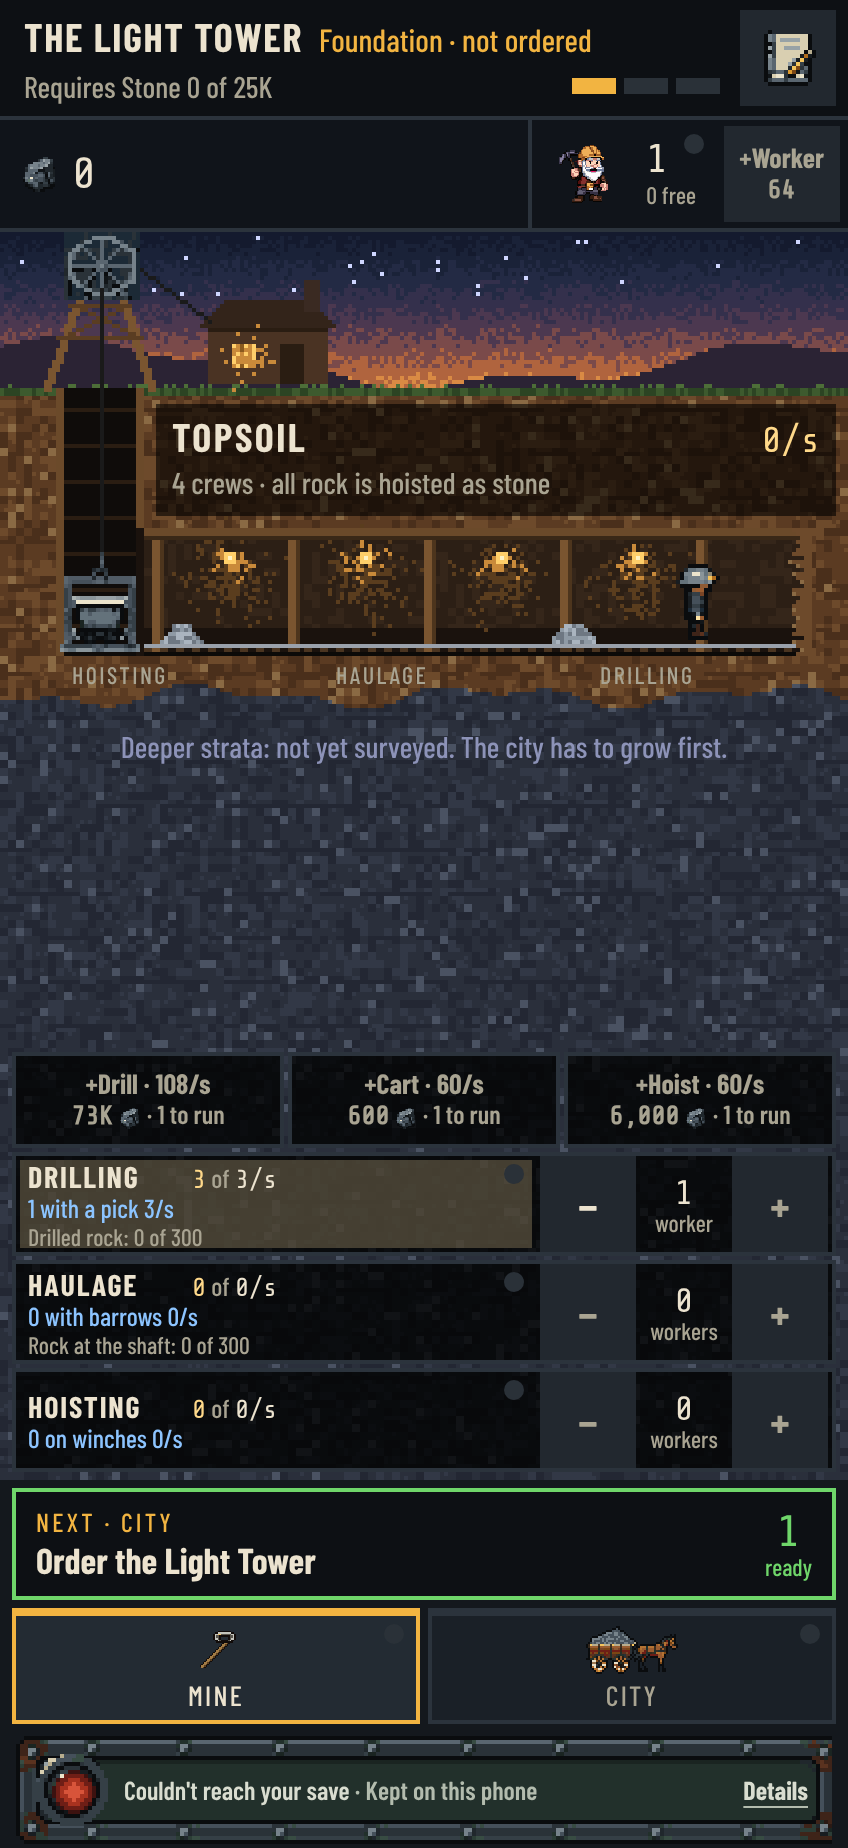 THE LIGHT TOWER Foundation · not ordered
Requires Stone 0 of 25K
0
1
0 free
+Worker
64
TOPSOIL 0/s
4 crews · all rock is hoisted as stone
HOISTING HAULAGE DRILLING
Deeper strata: not yet surveyed. The city has to grow first.
+Drill · 108/s
73K · 1 to run
+Cart · 60/s
600 · 1 to run
+Hoist · 60/s
6,000 · 1 to run
DRILLING 3 of 3/s
1 with a pick 3/s
Drilled rock: 0 of 300
− 1 +
worker
HAULAGE 0 of 0/s
0 with barrows 0/s
Rock at the shaft: 0 of 300
− 0 +
workers
HOISTING 0 of 0/s
0 on winches 0/s
− 0 +
workers
NEXT · CITY
Order the Light Tower
1
ready
MINE
CITY
Couldn't reach your save · Kept on this phone Details